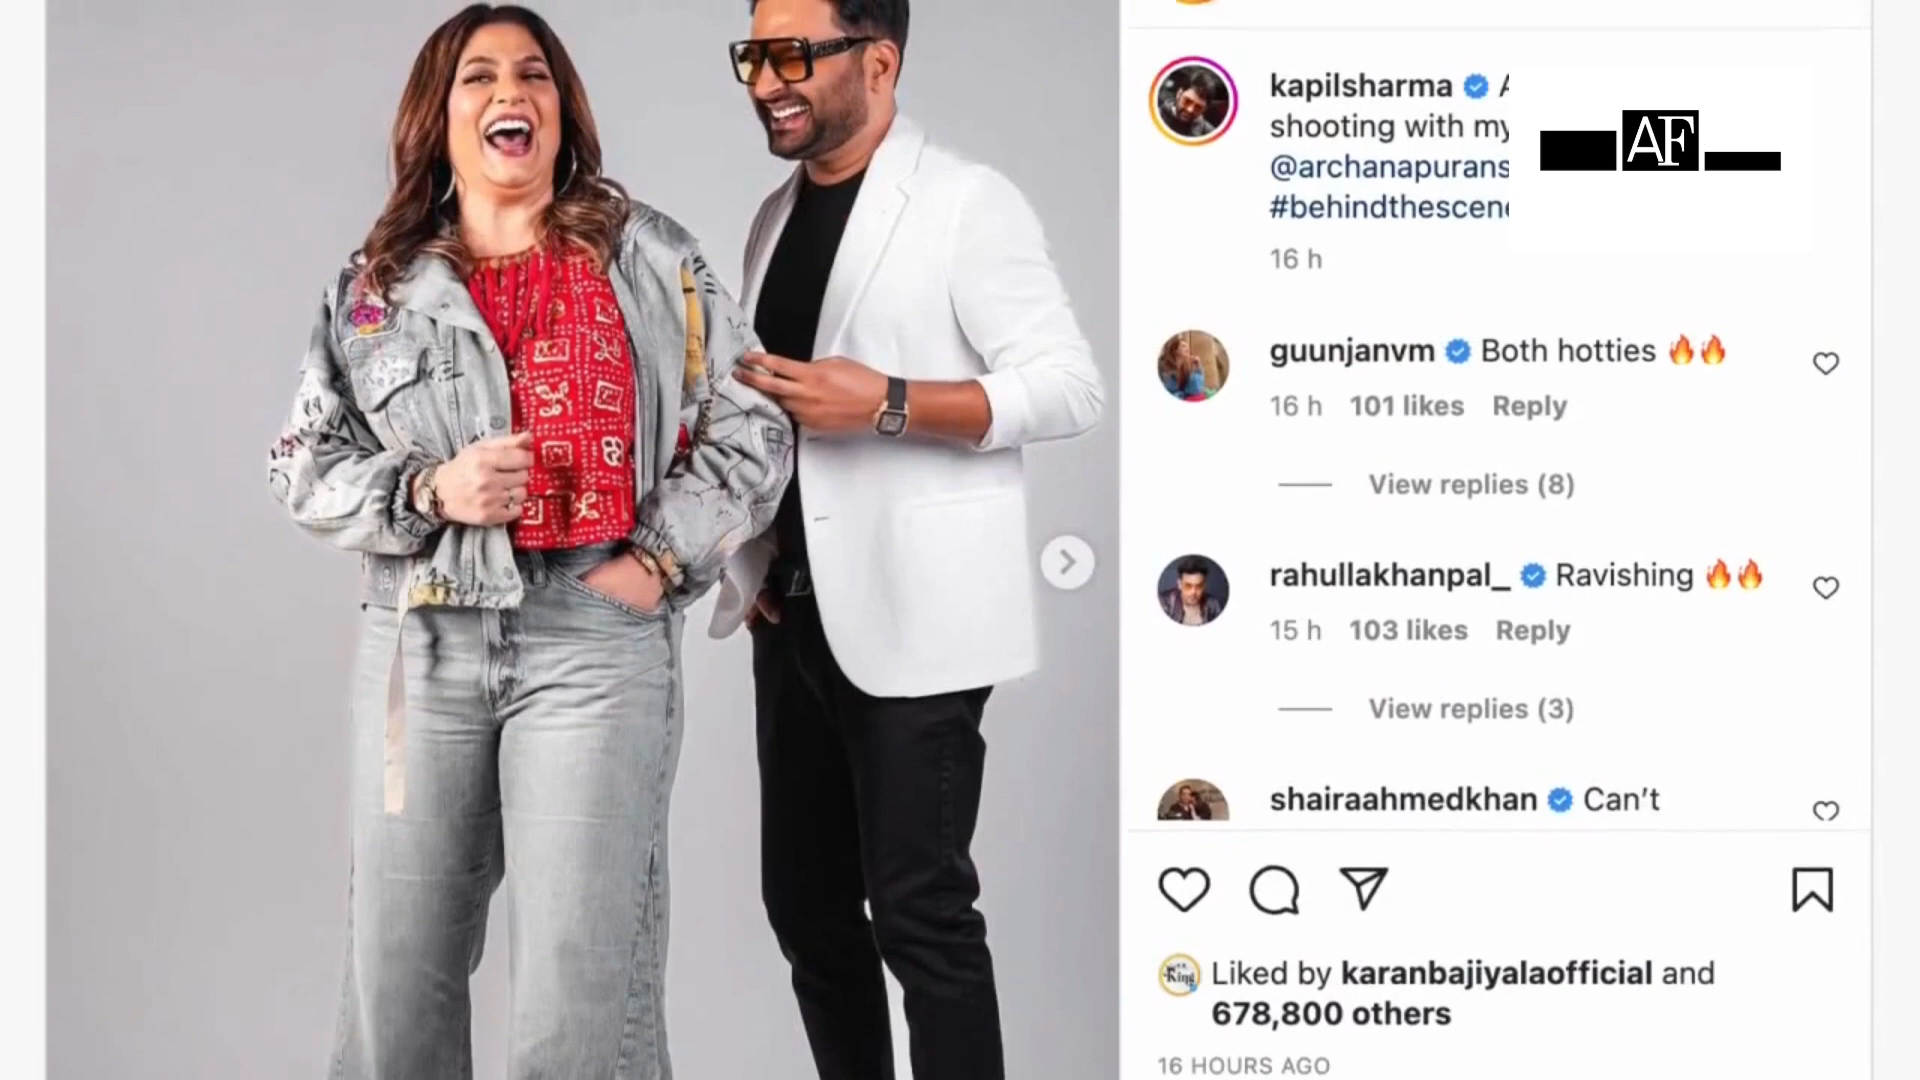 kapilsharma
shooting with my
@archanapurans
#behindthescen
16 h
AF
guunjanvm Both hotties 🔥🔥
16 h 101 likes Reply
View replies (8)
rahullakhanpal_ Ravishing 🔥🔥
15 h 103 likes Reply
View replies (3)
shairaahmedkhan Can't
King
Liked by karanbajiyalaofficial and
678,800 others
16 HOURS AGO